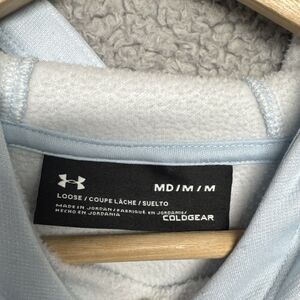 MD/M/M
LOOSE / COUPE LÂCHE / SUELTO
MADE IN JORDAN / FABRIQUÉ EN JORDANIE /
HECHO EN JORDANIA
COLDGEAR